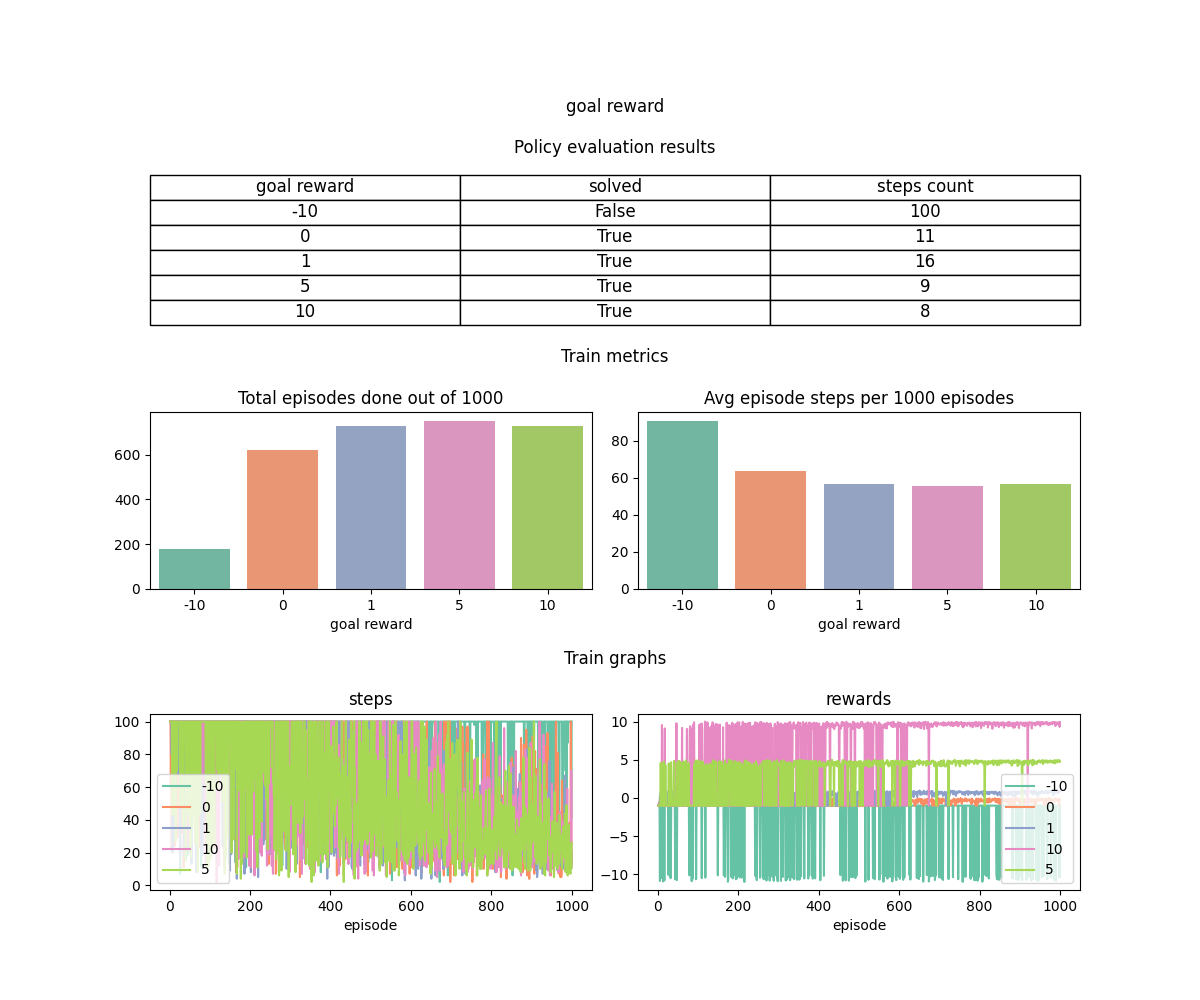 goal reward
Policy evaluation results
goal reward solved steps count
-10 False 100
0 True 11
1 True 16
5 True 9
10 True 8
Train metrics
Total episodes done out of 1000
600
400
200
0
-10 0 1 5 10
goal reward
Avg episode steps per 1000 episodes
80
60
40
20
0
-10 0 1 5 10
goal reward
Train graphs
steps
100
80
60
40
20
0
-10
0
1
10
5
0 200 400 600 800 1000
episode
rewards
10
5
0
−5
−10
-10
0
1
10
5
0 200 400 600 800 1000
episode